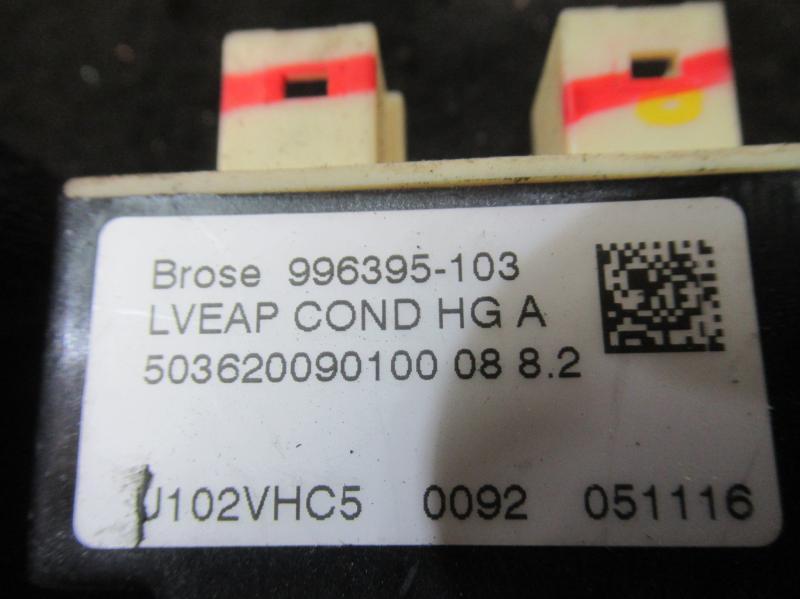 Brose 996395-103
LVEAP COND HG A
503620090100 08 8.2
J102VHC5 0092 051116